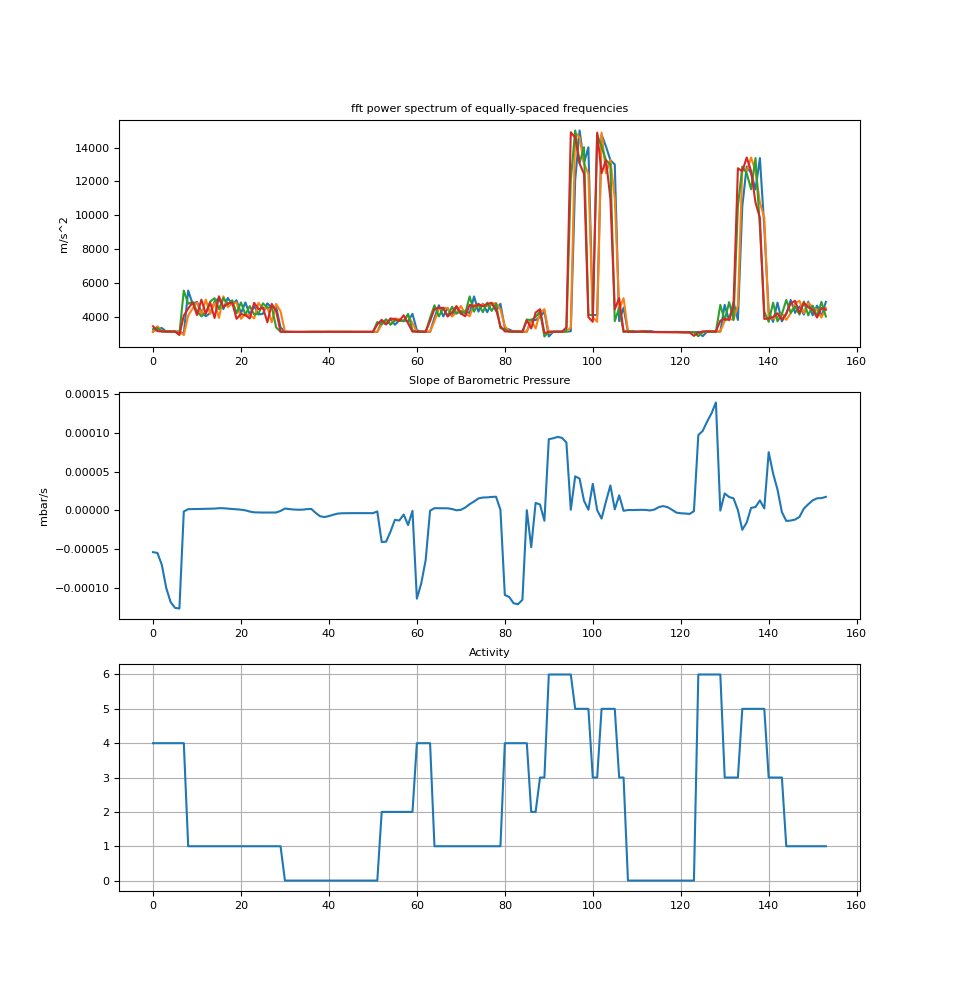 fft power spectrum of equally-spaced frequencies
14000
12000
10000
8000
6000
4000
m/s^2
0 20 40 60 80 100 120 140 160
Slope of Barometric Pressure
0.00015
0.00010
0.00005
0.00000
−0.00005
−0.00010
mbar/s
0 20 40 60 80 100 120 140 160
Activity
6
5
4
3
2
1
0
0 20 40 60 80 100 120 140 160